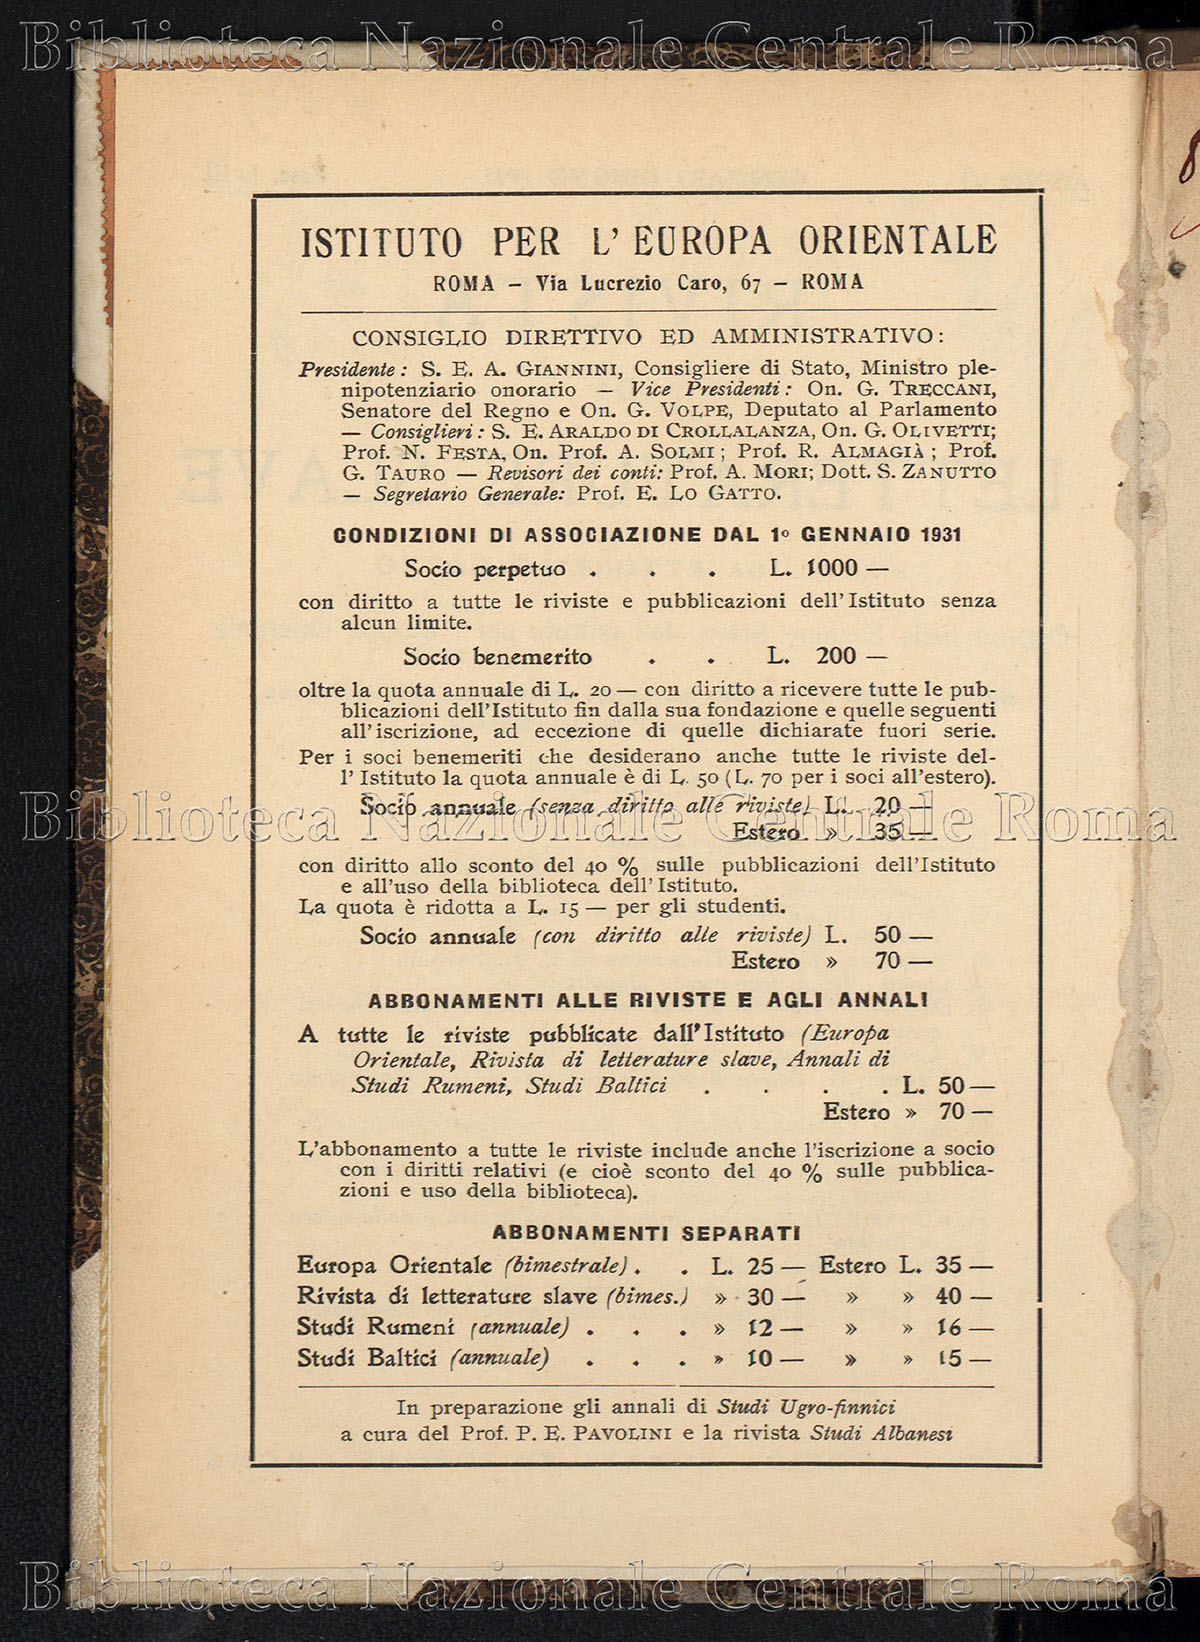 Biblioteca Nazionale Centrale Roma
ISTITUTO PER L'EUROPA ORIENTALE
ROMA – Via Lucrezio Caro, 67 – ROMA
CONSIGLIO DIRETTIVO ED AMMINISTRATIVO:
Presidente: S. E. A. GIANNINI, Consigliere di Stato, Ministro ple-
nipotenziario onorario — Vice Presidenti: On. G. TRECCANI,
Senatore del Regno e On. G. VOLPE, Deputato al Parlamento
— Consiglieri: S. E. ARALDO DI CROLLALANZA, On. G. OLIVETTI;
Prof. N. FESTA, On. Prof. A. SOLMI; Prof. R. ALMAGIÀ; Prof.
G. TAURO — Revisori dei conti: Prof. A. MORI; Dott. S. ZANUTTO
— Segretario Generale: Prof. E. LO GATTO.
CONDIZIONI DI ASSOCIAZIONE DAL 1º GENNAIO 1931
Socio perpetuo . . . L. 1000 —
con diritto a tutte le riviste e pubblicazioni dell'Istituto senza
alcun limite.
Socio benemerito . . L. 200 —
oltre la quota annuale di L. 20 — con diritto a ricevere tutte le pub-
blicazioni dell'Istituto fin dalla sua fondazione e quelle seguenti
all'iscrizione, ad eccezione di quelle dichiarate fuori serie.
Per i soci benemeriti che desiderano anche tutte le riviste del-
l'Istituto la quota annuale è di L. 50 (L. 70 per i soci all'estero).
Socio annuale (senza diritto alle riviste) L. 20 —
Biblioteca Nazionale Centrale Roma
Estero » 35 —
con diritto allo sconto del 40 % sulle pubblicazioni dell'Istituto
e all'uso della biblioteca dell'Istituto.
La quota è ridotta a L. 15 — per gli studenti.
Socio annuale (con diritto alle riviste) L. 50 —
Estero » 70 —
ABBONAMENTI ALLE RIVISTE E AGLI ANNALI
A tutte le riviste pubblicate dall'Istituto (Europa
Orientale, Rivista di letterature slave, Annali di
Studi Rumeni, Studi Baltici . . . . L. 50 —
Estero » 70 —
L'abbonamento a tutte le riviste include anche l'iscrizione a socio
con i diritti relativi (e cioè sconto del 40 % sulle pubblica-
zioni e uso della biblioteca).
ABBONAMENTI SEPARATI
Europa Orientale (bimestrale) . . L. 25 — Estero L. 35 —
Rivista di letterature slave (bimes.) » 30 — » » 40 —
Studi Rumeni (annuale) . . . » 12 — » » 16 —
Studi Baltici (annuale) . . . » 10 — » » 15 —
In preparazione gli annali di Studi Ugro-finnici
a cura del Prof. P. E. PAVOLINI e la rivista Studi Albanesi
Biblioteca Nazionale Centrale Roma